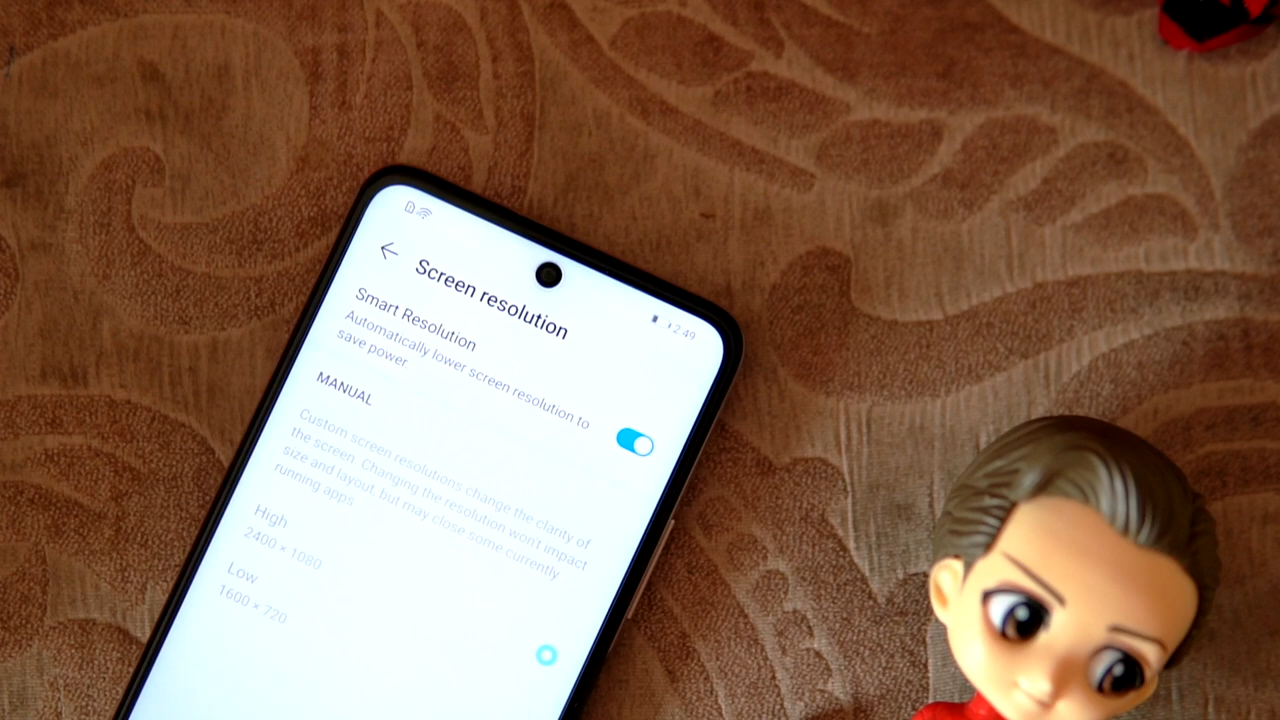 2:49
Screen resolution
Smart Resolution
Automatically lower screen resolution to
save power
MANUAL
Custom screen resolutions change the clarity of
the screen. Changing the resolution won't impact
size and layout, but may close some currently
running apps
High
2400 × 1080
Low
1600 × 720